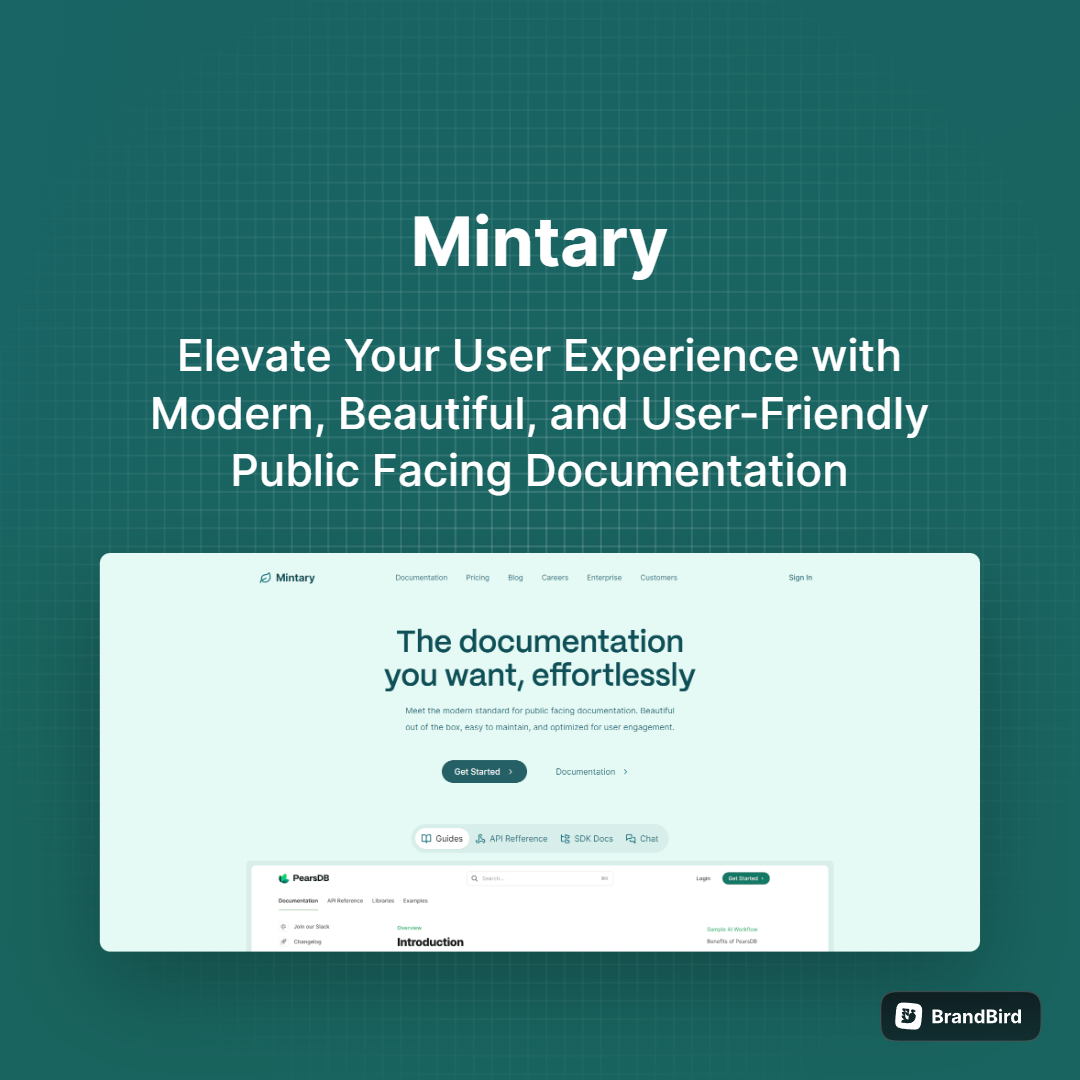 Mintary
Elevate Your User Experience with
Modern, Beautiful, and User-Friendly
Public Facing Documentation
Mintary Documentation Pricing Blog Careers Enterprise Customers Sign In
The documentation
you want, effortlessly
Meet the modern standard for public facing documentation. Beautiful
out of the box, easy to maintain, and optimized for user engagement.
Get Started Documentation
Guides API Refference SDK Docs Chat
PearsDB Search... Login Get Started
Documentation API Reference Libraries Examples
Join our Slack Overview Sample AI Workflow
Changelog Introduction Benefits of PearsDB
BrandBird